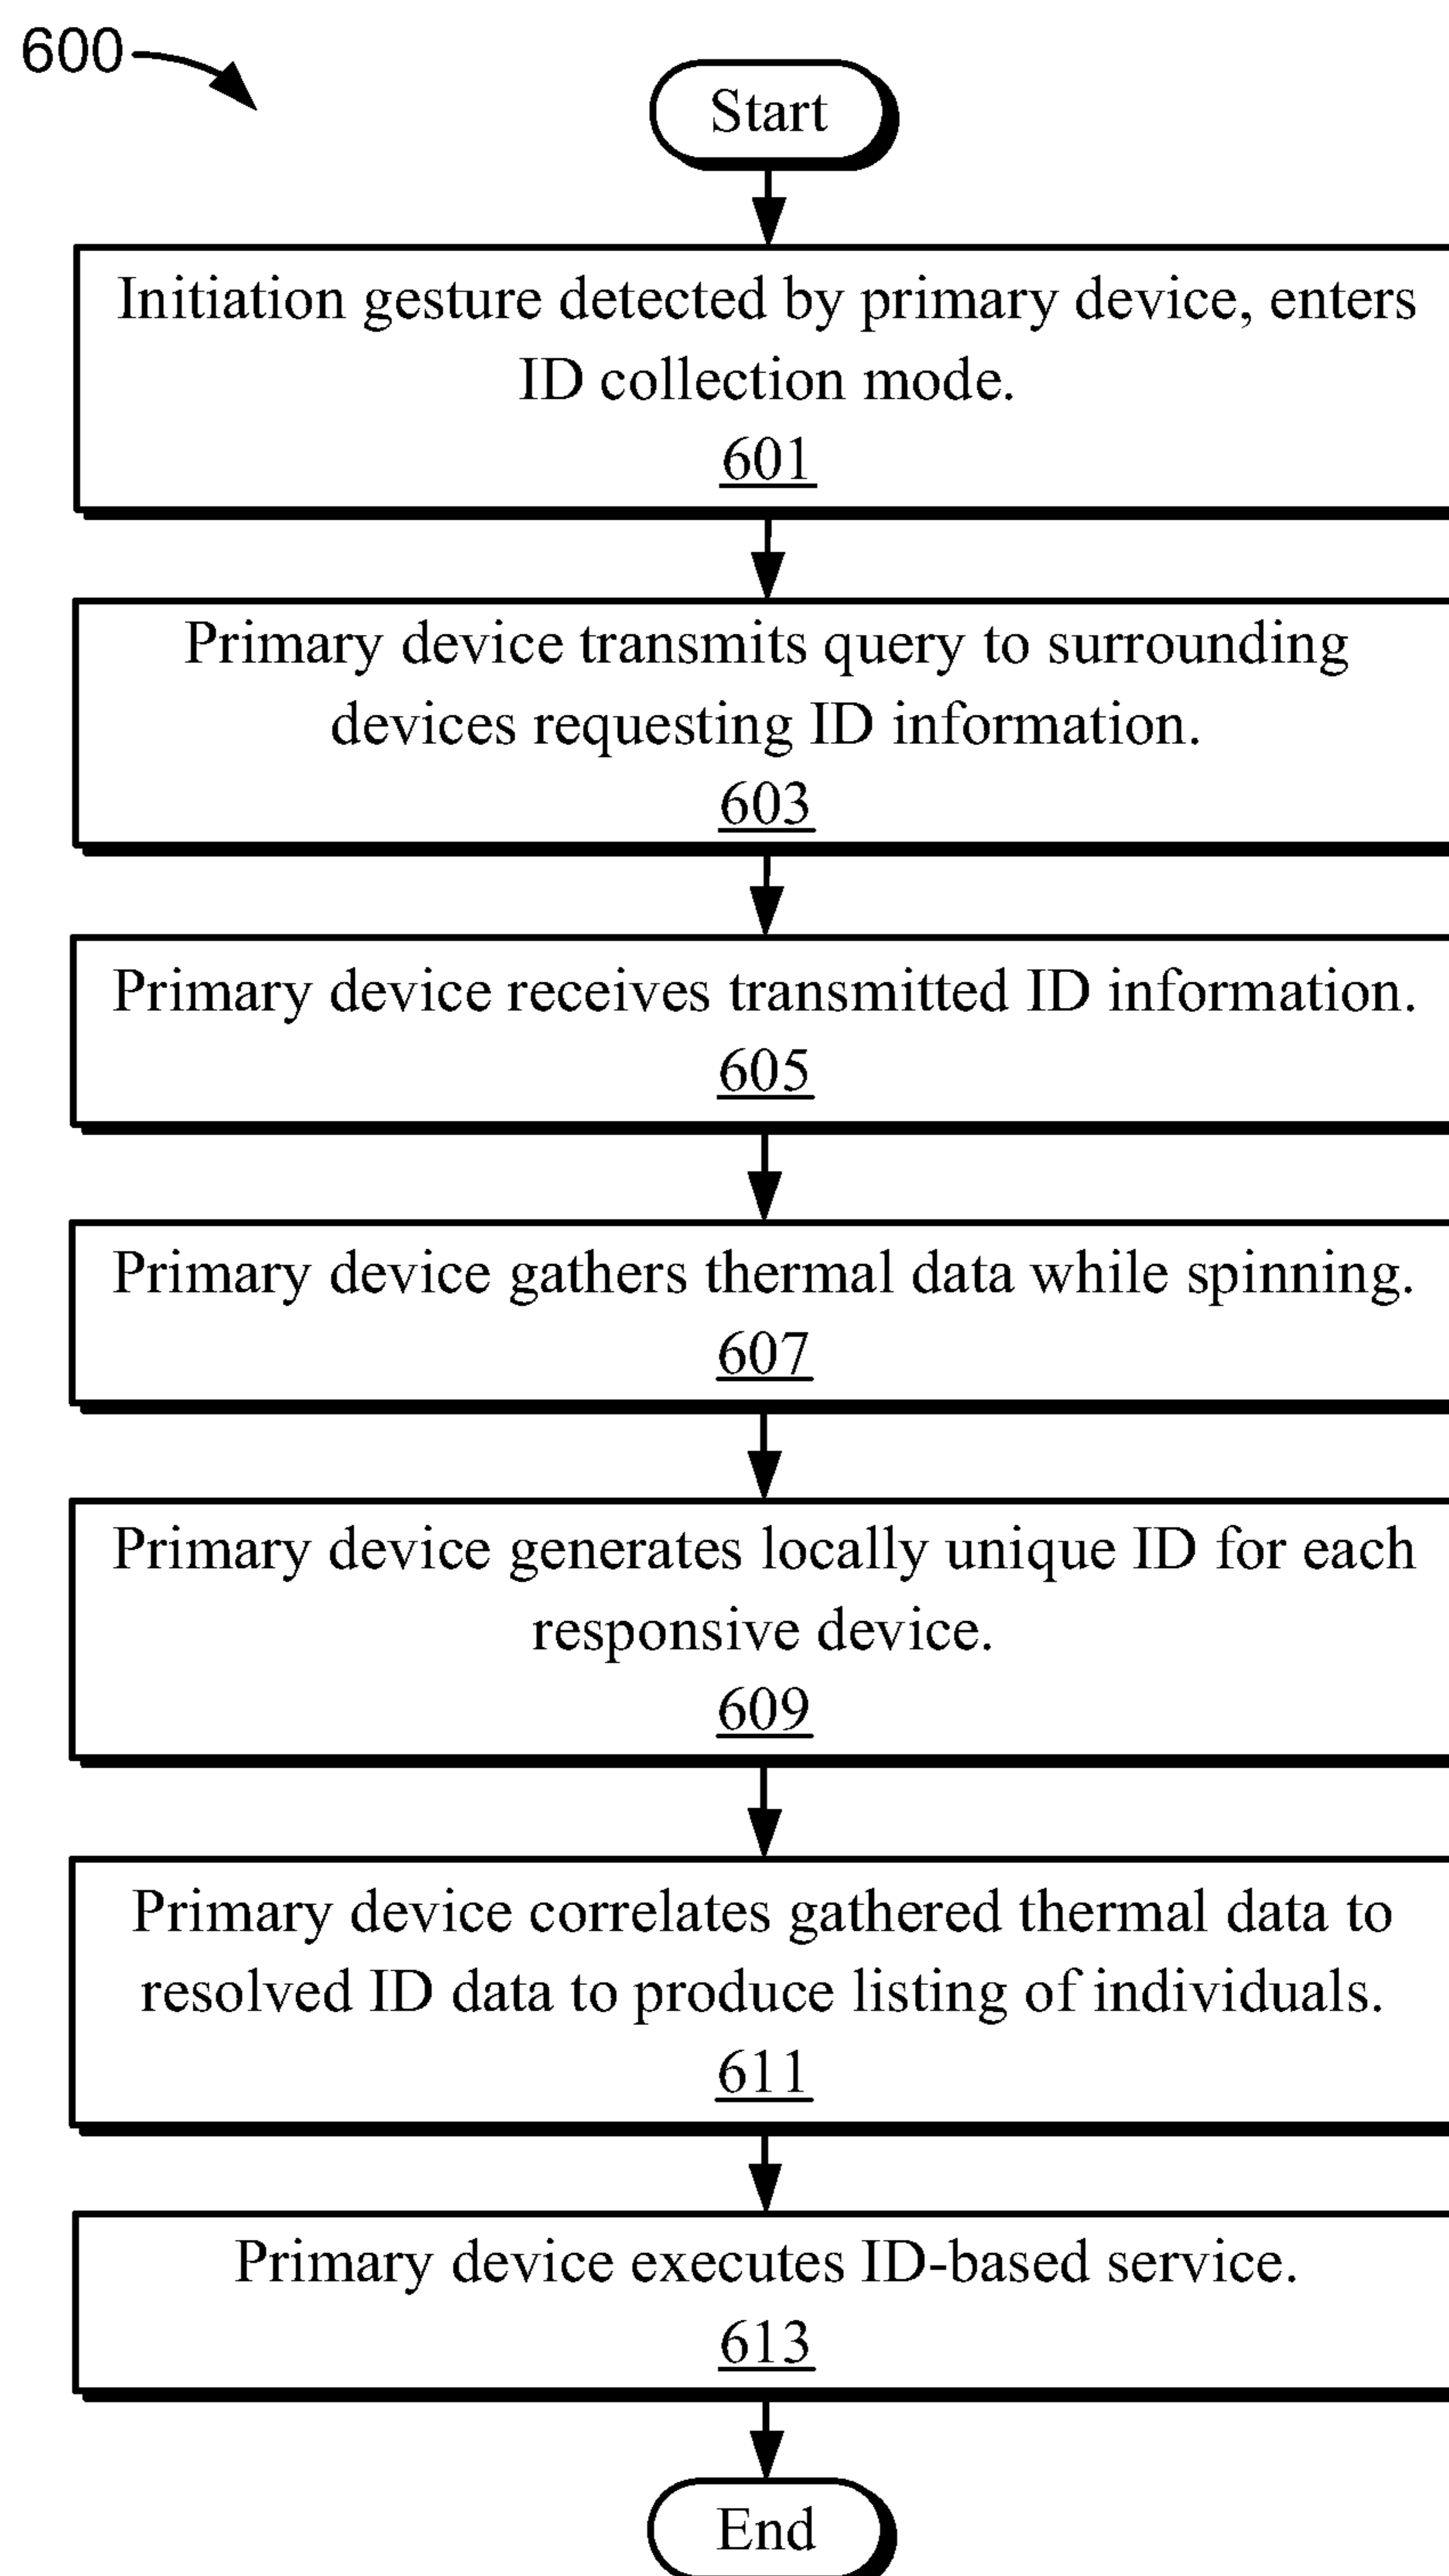 600
Start
Initiation gesture detected by primary device, enters
ID collection mode.
601
Primary device transmits query to surrounding
devices requesting ID information.
603
Primary device receives transmitted ID information.
605
Primary device gathers thermal data while spinning.
607
Primary device generates locally unique ID for each
responsive device.
609
Primary device correlates gathered thermal data to
resolved ID data to produce listing of individuals.
611
Primary device executes ID-based service.
613
End